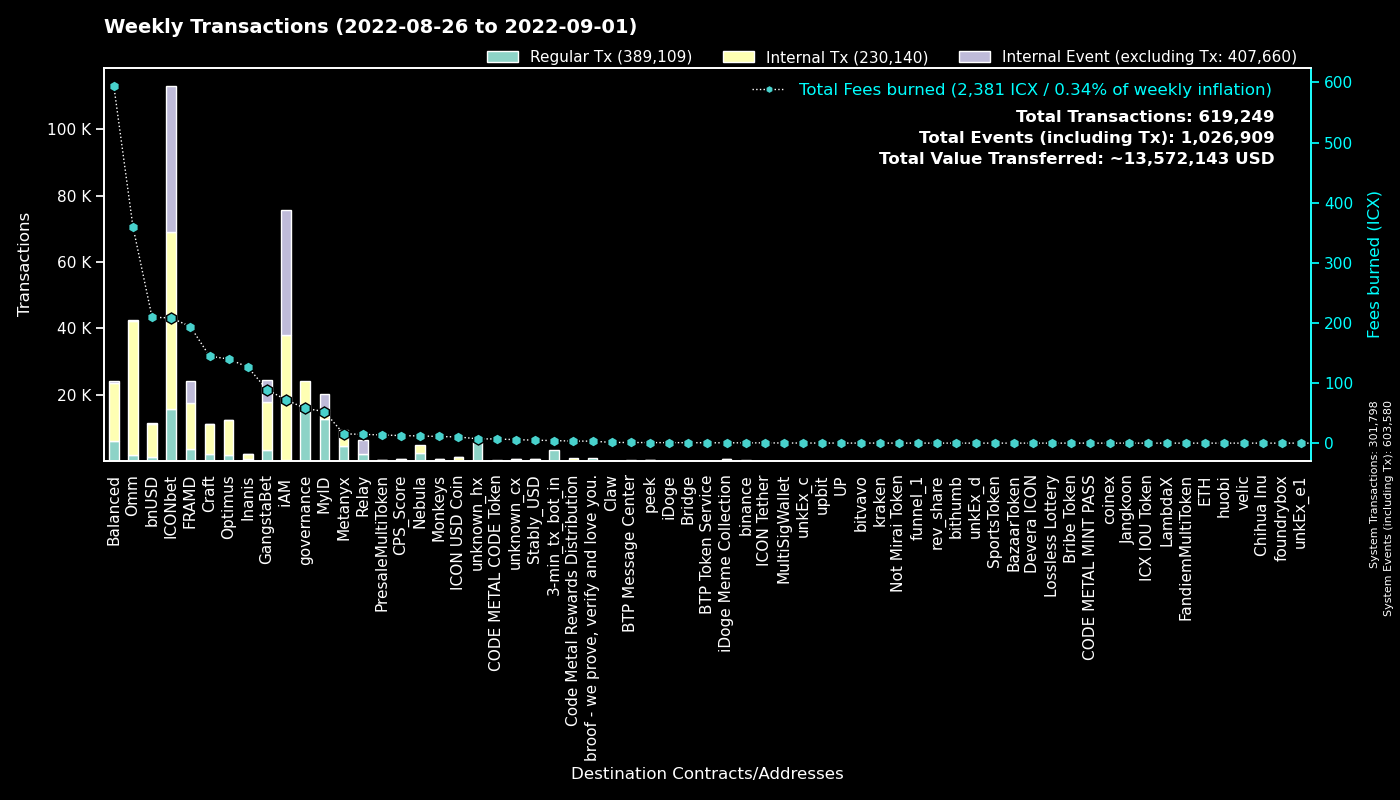 Weekly Transactions (2022-08-26 to 2022-09-01)
Regular Tx (389,109)
Internal Tx (230,140)
Internal Event (excluding Tx: 407,660)
Total Fees burned (2,381 ICX / 0.34% of weekly inflation)
Total Transactions: 619,249
Total Events (including Tx): 1,026,909
Total Value Transferred: ~13,572,143 USD
Transactions
100 K
80 K
60 K
40 K
20 K
600
500
400
300
200
100
0
Fees burned (ICX)
System Transactions: 301,798
System Events (including Tx): 603,580
Balanced
Omm
bnUSD
ICONbet
FRAMD
Craft
Optimus
Inanis
GangstaBet
iAM
governance
MyID
Metanyx
Relay
PresaleMultiToken
CPS_Score
Nebula
Monkeys
ICON USD Coin
unknown_hx
CODE METAL CODE Token
unknown_cx
Stably_USD
3-min_tx_bot_in
Code Metal Rewards Distribution
broof - we prove, verify and love you.
Claw
BTP Message Center
peek
iDoge
Bridge
BTP Token Service
iDoge Meme Collection
binance
ICON Tether
MultiSigWallet
unkEx_c
upbit
UP
bitvavo
kraken
Not Mirai Token
funnel_1
rev_share
bithumb
unkEx_d
SportsToken
BazaarToken
Devera ICON
Lossless Lottery
Bribe Token
CODE METAL MINT PASS
coinex
Jangkoon
ICX IOU Token
LambdaX
FandiemMultiToken
ETH
huobi
velic
Chihua Inu
foundrybox
unkEx_e1
Destination Contracts/Addresses